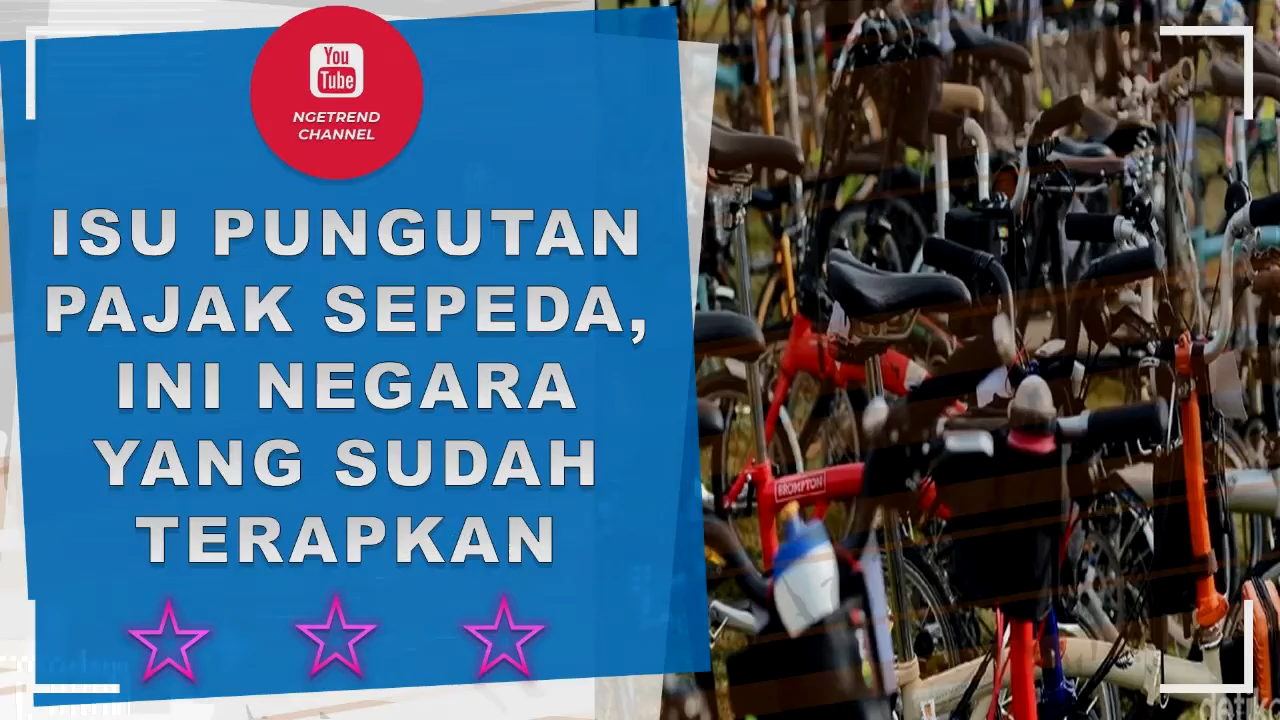 You
Tube
NGETREND
CHANNEL
ISU PUNGUTAN
PAJAK SEPEDA,
INI NEGARA
YANG SUDAH
TERAPKAN
BROMPTON